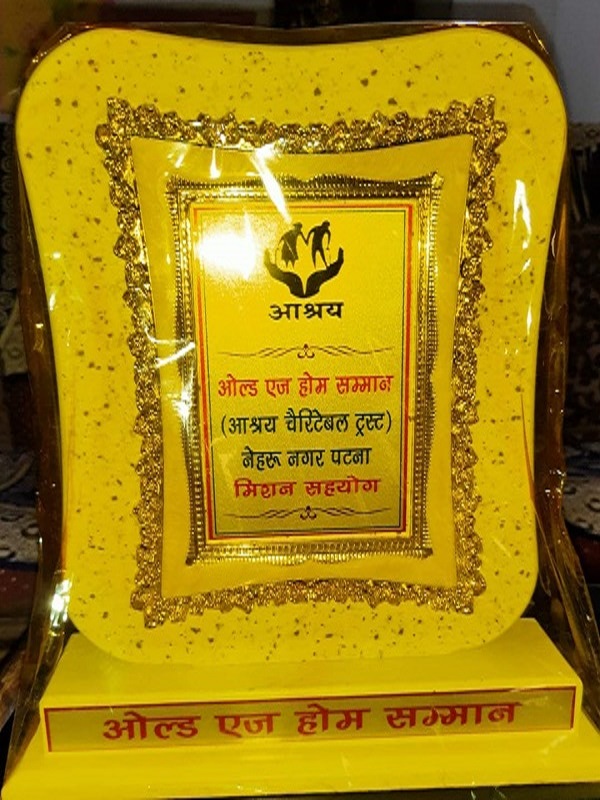 आश्रय
ओल्ड एज होम सम्मान
(आश्रय चैरिटेबल ट्रस्ट)
नेहरू नगर पटना
मिशन सहयोग
ओल्ड एज होम सम्मान